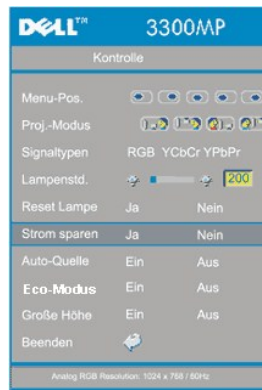 DELL™ 3300MP
Kontrolle
Menu-Pos.
Proj.-Modus
Signaltypen RGB YCbCr YPbPr
Lampenstd. 200
Reset Lampe Ja Nein
Strom sparen Ja Nein
Auto-Quelle Ein Aus
Eco-Modus Ein Aus
Große Höhe Ein Aus
Beenden
Analog RGB Resolution: 1024 x 768 / 60Hz